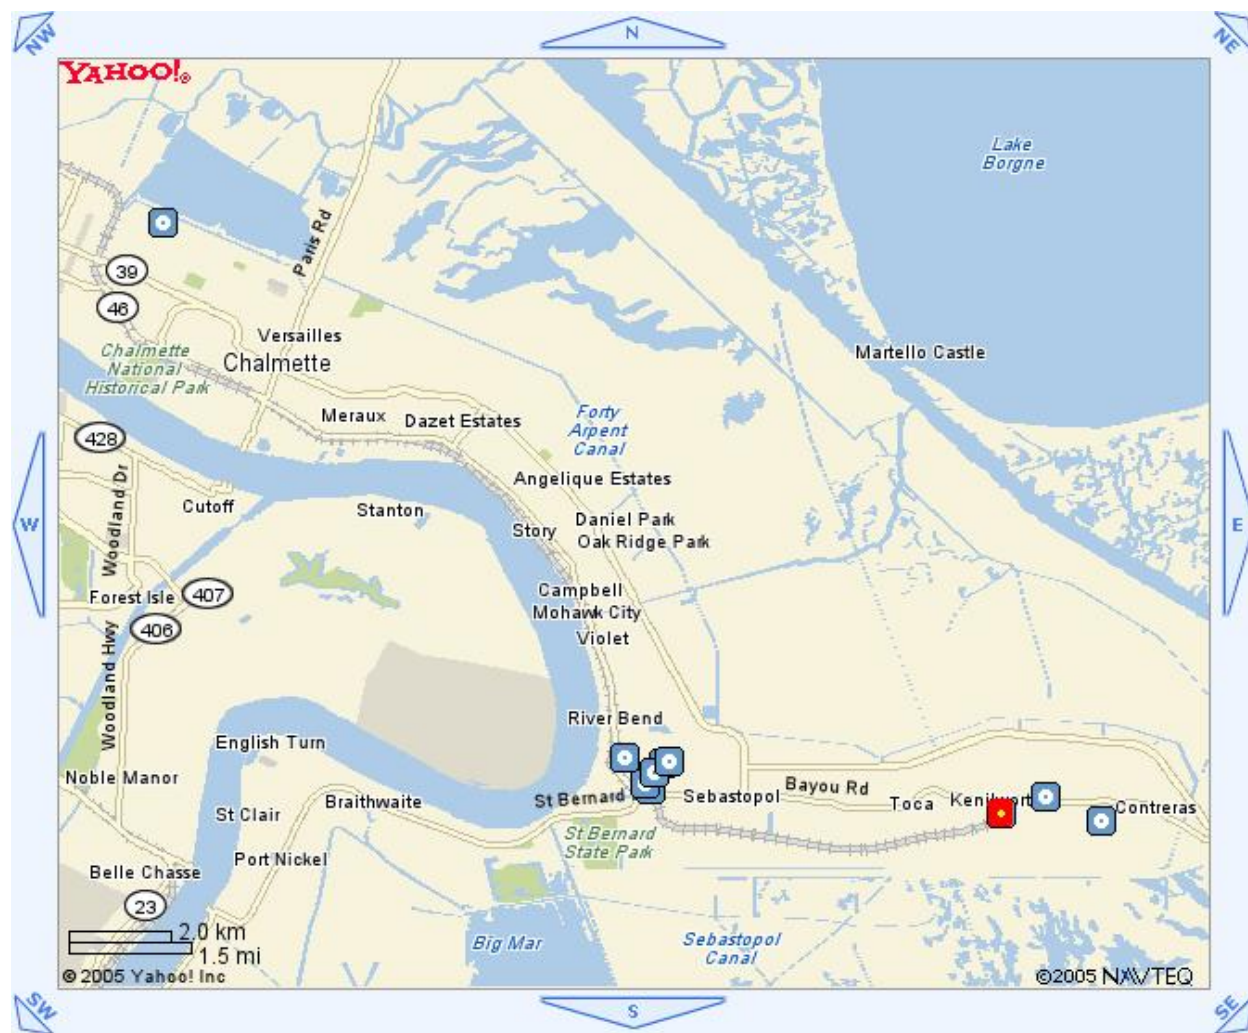 NW
N
NE
YAHOO!®
Lake
Borgne
Paris Rd
39
46
Versailles
Chalmette
Chalmette
National
Historical Park
Martello Castle
Meraux
Dazet Estates
Forty
Arpent
Canal
428
Woodland Dr
Angelique Estates
Cutoff
Stanton
W
E
Story
Daniel Park
Oak Ridge Park
Forest Isle
407
406
Campbell
Mohawk City
Violet
Woodland Hwy
River Bend
English Turn
Noble Manor
St Clair
Braithwaite
St Bernard
Sebastopol
Bayou Rd
Toca
Kenilwort
Contreras
St Bernard
State Park
Port Nickel
Belle Chasse
23
2.0 km
1.5 mi
Big Mar
Sebastopol
Canal
© 2005 Yahoo! Inc
©2005 NAVTEQ
SW
S
SE